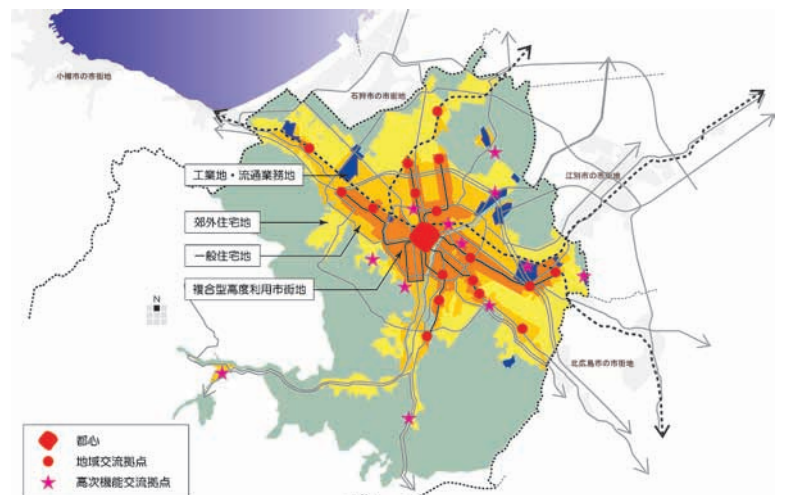 小樽市の市街地
石狩市の市街地
工業地・流通業務地
江別市の市街地
郊外住宅地
一般住宅地
複合型高度利用市街地
N
北広島市の市街地
都心
地域交流拠点
高次機能交流拠点